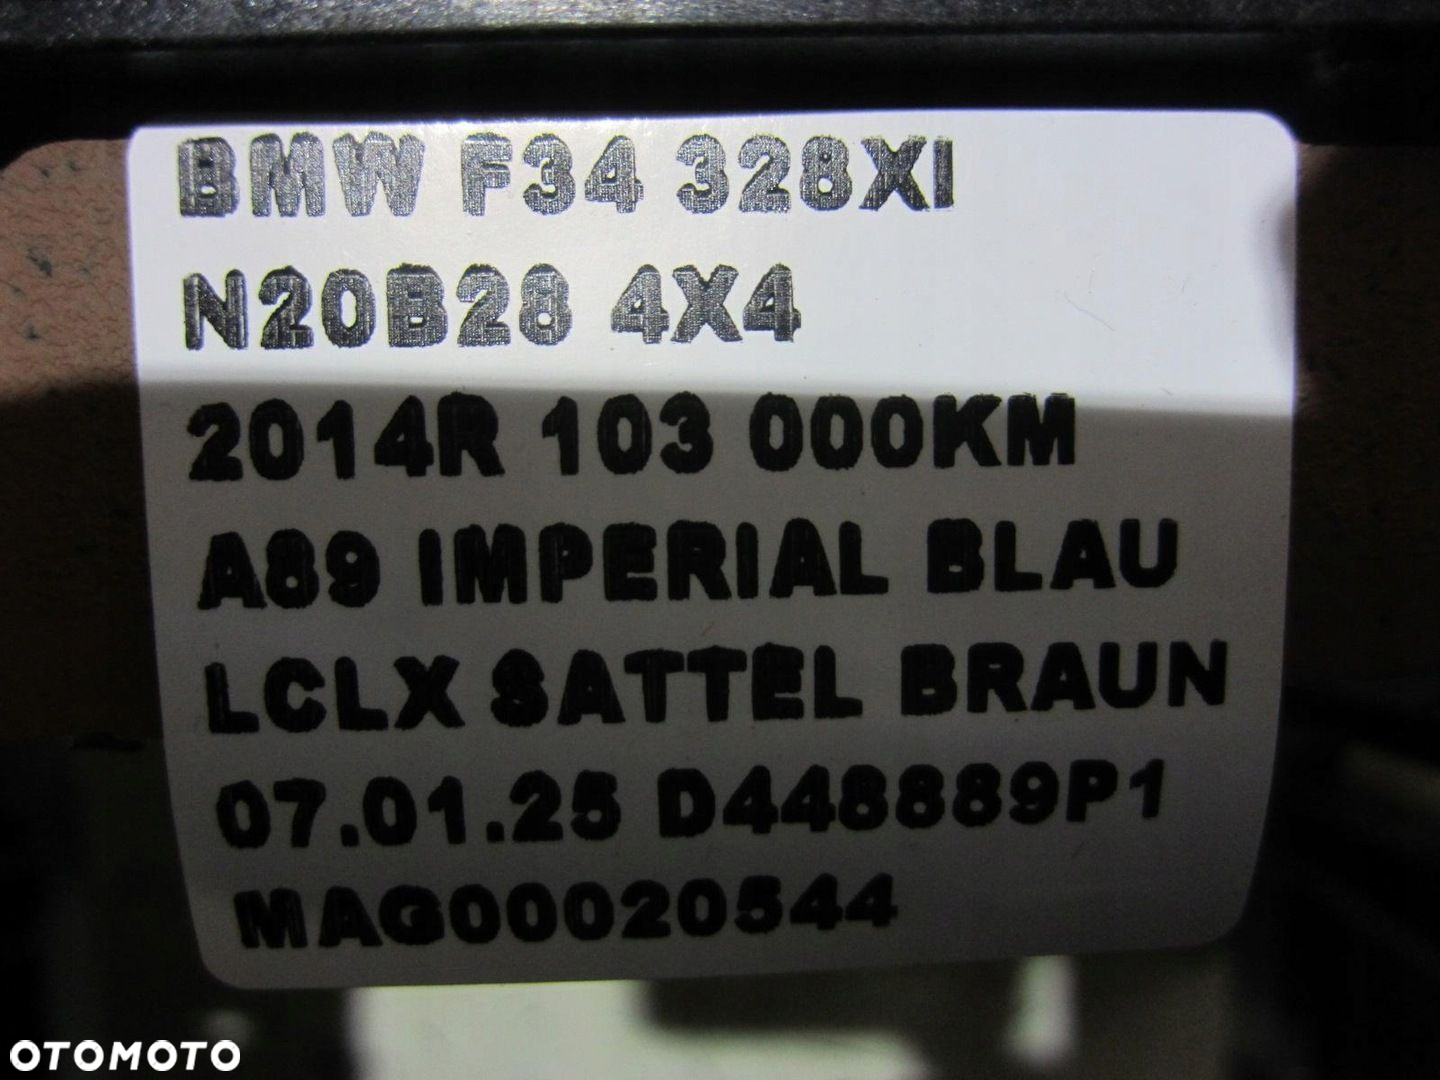 BMW F34 328XI
N20B28 4X4
2014R 103 000KM
A89 IMPERIAL BLAU
LCLX SATTEL BRAUN
07.01.25 D448889P1
MAG00020544
OTOMOTO